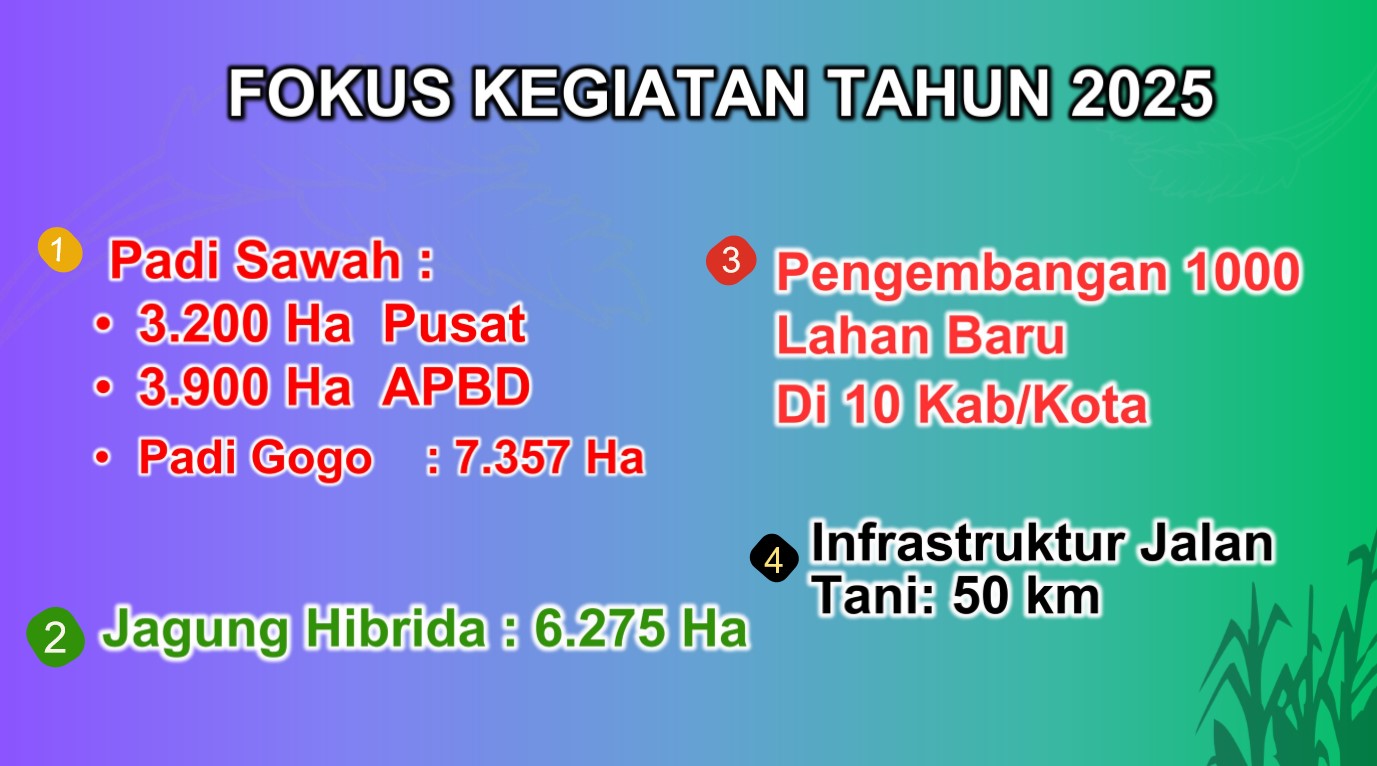 FOKUS KEGIATAN TAHUN 2025
1 Padi Sawah :
• 3.200 Ha Pusat
• 3.900 Ha APBD
• Padi Gogo : 7.357 Ha
2 Jagung Hibrida : 6.275 Ha
3 Pengembangan 1000
Lahan Baru
Di 10 Kab/Kota
4 Infrastruktur Jalan
Tani: 50 km